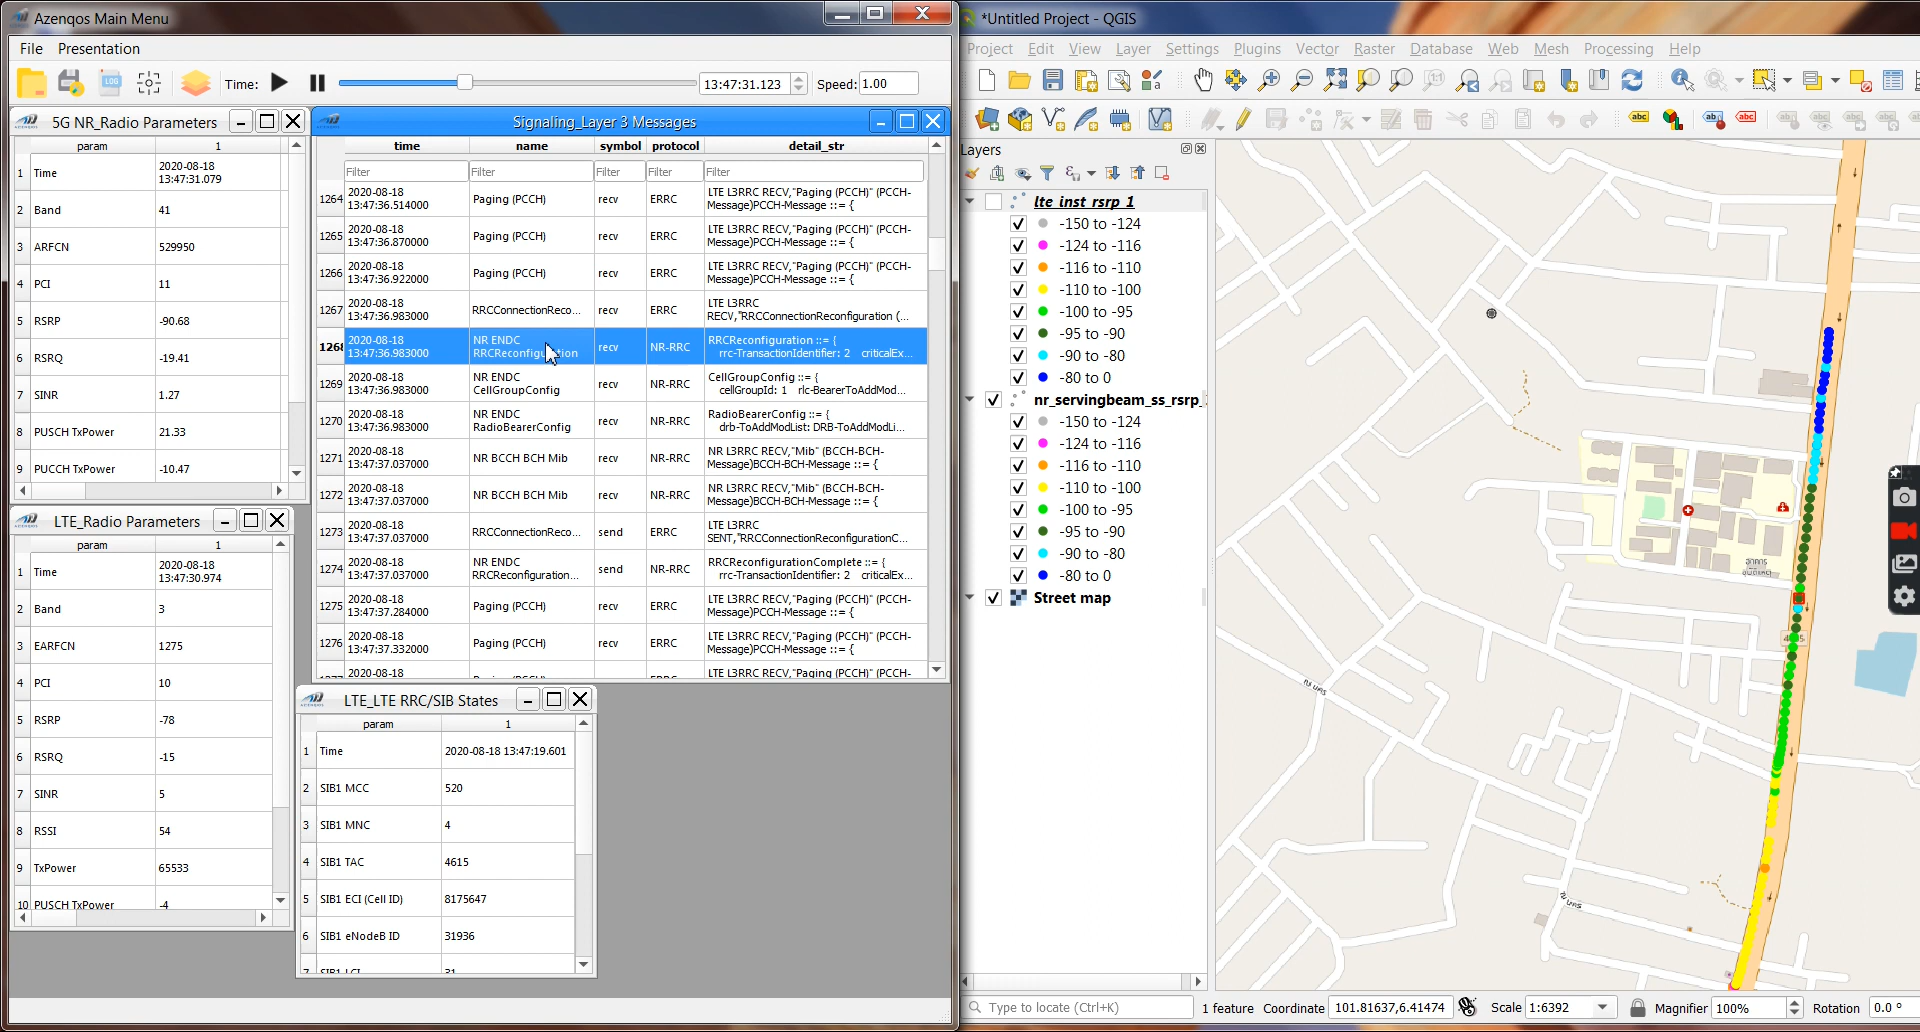 Azenqos Main Menu
File Presentation
Time: 13:47:31.123 Speed: 1.00
5G NR_Radio Parameters
param 1
1 Time 2020-08-18 13:47:31.079
2 Band 41
3 ARFCN 529950
4 PCI 11
5 RSRP -90.68
6 RSRQ -19.41
7 SINR 1.27
8 PUSCH TxPower 21.33
9 PUCCH TxPower -10.47
LTE_Radio Parameters
param 1
1 Time 2020-08-18 13:47:30.974
2 Band 3
3 EARFCN 1275
4 PCI 10
5 RSRP -78
6 RSRQ -15
7 SINR 5
8 RSSI 54
9 TxPower 65533
10 PUSCH TxPower -4
Signaling_Layer 3 Messages
time name symbol protocol detail_str
Filter Filter Filter Filter Filter
1264 2020-08-18 13:47:36.514000 Paging (PCCH) recv ERRC LTE L3RRC RECV,"Paging (PCCH)" (PCCH-Message)PCCH-Message ::= {
1265 2020-08-18 13:47:36.870000 Paging (PCCH) recv ERRC LTE L3RRC RECV,"Paging (PCCH)" (PCCH-Message)PCCH-Message ::= {
1266 2020-08-18 13:47:36.922000 Paging (PCCH) recv ERRC LTE L3RRC RECV,"Paging (PCCH)" (PCCH-Message)PCCH-Message ::= {
1267 2020-08-18 13:47:36.983000 RRCConnectionReco... recv ERRC LTE L3RRC RECV,"RRCConnectionReconfiguration (...
1268 2020-08-18 13:47:36.983000 NR ENDC RRCReconfiguration recv NR-RRC RRCReconfiguration ::= { rrc-TransactionIdentifier: 2 criticalEx...
1269 2020-08-18 13:47:36.983000 NR ENDC CellGroupConfig recv NR-RRC CellGroupConfig ::= { cellGroupId: 1 rlc-BearerToAddMod...
1270 2020-08-18 13:47:36.983000 NR ENDC RadioBearerConfig recv NR-RRC RadioBearerConfig ::= { drb-ToAddModList: DRB-ToAddModLi...
1271 2020-08-18 13:47:37.037000 NR BCCH BCH Mib recv NR-RRC NR L3RRC RECV,"Mib" (BCCH-BCH-Message)BCCH-BCH-Message ::= {
1272 2020-08-18 13:47:37.037000 NR BCCH BCH Mib recv NR-RRC NR L3RRC RECV,"Mib" (BCCH-BCH-Message)BCCH-BCH-Message ::= {
1273 2020-08-18 13:47:37.037000 RRCConnectionReco... send ERRC LTE L3RRC SENT,"RRCConnectionReconfigurationC...
1274 2020-08-18 13:47:37.037000 NR ENDC RRCReconfiguration... send NR-RRC RRCReconfigurationComplete ::= { rrc-TransactionIdentifier: 2 criticalEx...
1275 2020-08-18 13:47:37.284000 Paging (PCCH) recv ERRC LTE L3RRC RECV,"Paging (PCCH)" (PCCH-Message)PCCH-Message ::= {
1276 2020-08-18 13:47:37.332000 Paging (PCCH) recv ERRC LTE L3RRC RECV,"Paging (PCCH)" (PCCH-Message)PCCH-Message ::= {
2020-08-18 LTE L3RRC RECV,"Paging (PCCH)" (PCCH-
LTE_LTE RRC/SIB States
param 1
1 Time 2020-08-18 13:47:19.601
2 SIB1 MCC 520
3 SIB1 MNC 4
4 SIB1 TAC 4615
5 SIB1 ECI (Cell ID) 8175647
6 SIB1 eNodeB ID 31936
7 SIB1 LCI 31
*Untitled Project - QGIS
Project Edit View Layer Settings Plugins Vector Raster Database Web Mesh Processing Help
Layers
lte_inst_rsrp_1
-150 to -124
-124 to -116
-116 to -110
-110 to -100
-100 to -95
-95 to -90
-90 to -80
-80 to 0
nr_servingbeam_ss_rsrp_
-150 to -124
-124 to -116
-116 to -110
-110 to -100
-100 to -95
-95 to -90
-90 to -80
-80 to 0
Street map
Type to locate (Ctrl+K) 1 feature Coordinate 101.81637,6.41474 Scale 1:6392 Magnifier 100% Rotation 0.0 °